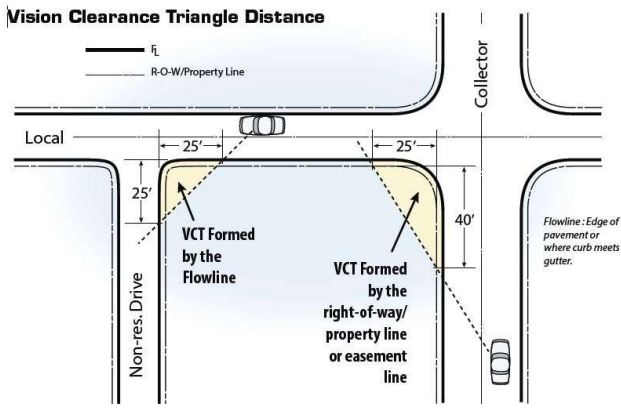 Vision Clearance Triangle Distance
FL
R-O-W/Property Line
Collector
Local
25'
25'
25'
40'
VCT Formed
by the
Flowline
VCT Formed
by the
right-of-way/
property line
or easement
line
Flowline : Edge of
pavement or
where curb meets
gutter.
Non-res. Drive